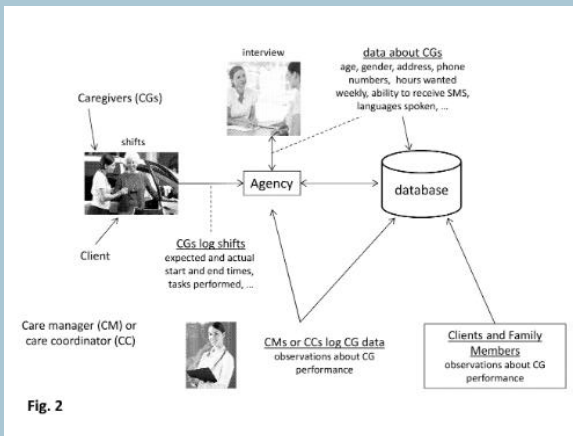 interview
data about CGs
age, gender, address, phone
numbers, hours wanted
weekly, ability to receive SMS,
languages spoken, ...
Caregivers (CGs)
shifts
Agency
database
Client
CGs log shifts
expected and actual
start and end times,
tasks performed, ...
Care manager (CM) or
care coordinator (CC)
CMs or CCs log CG data
observations about CG
performance
Clients and Family
Members
observations about CG
performance
Fig. 2